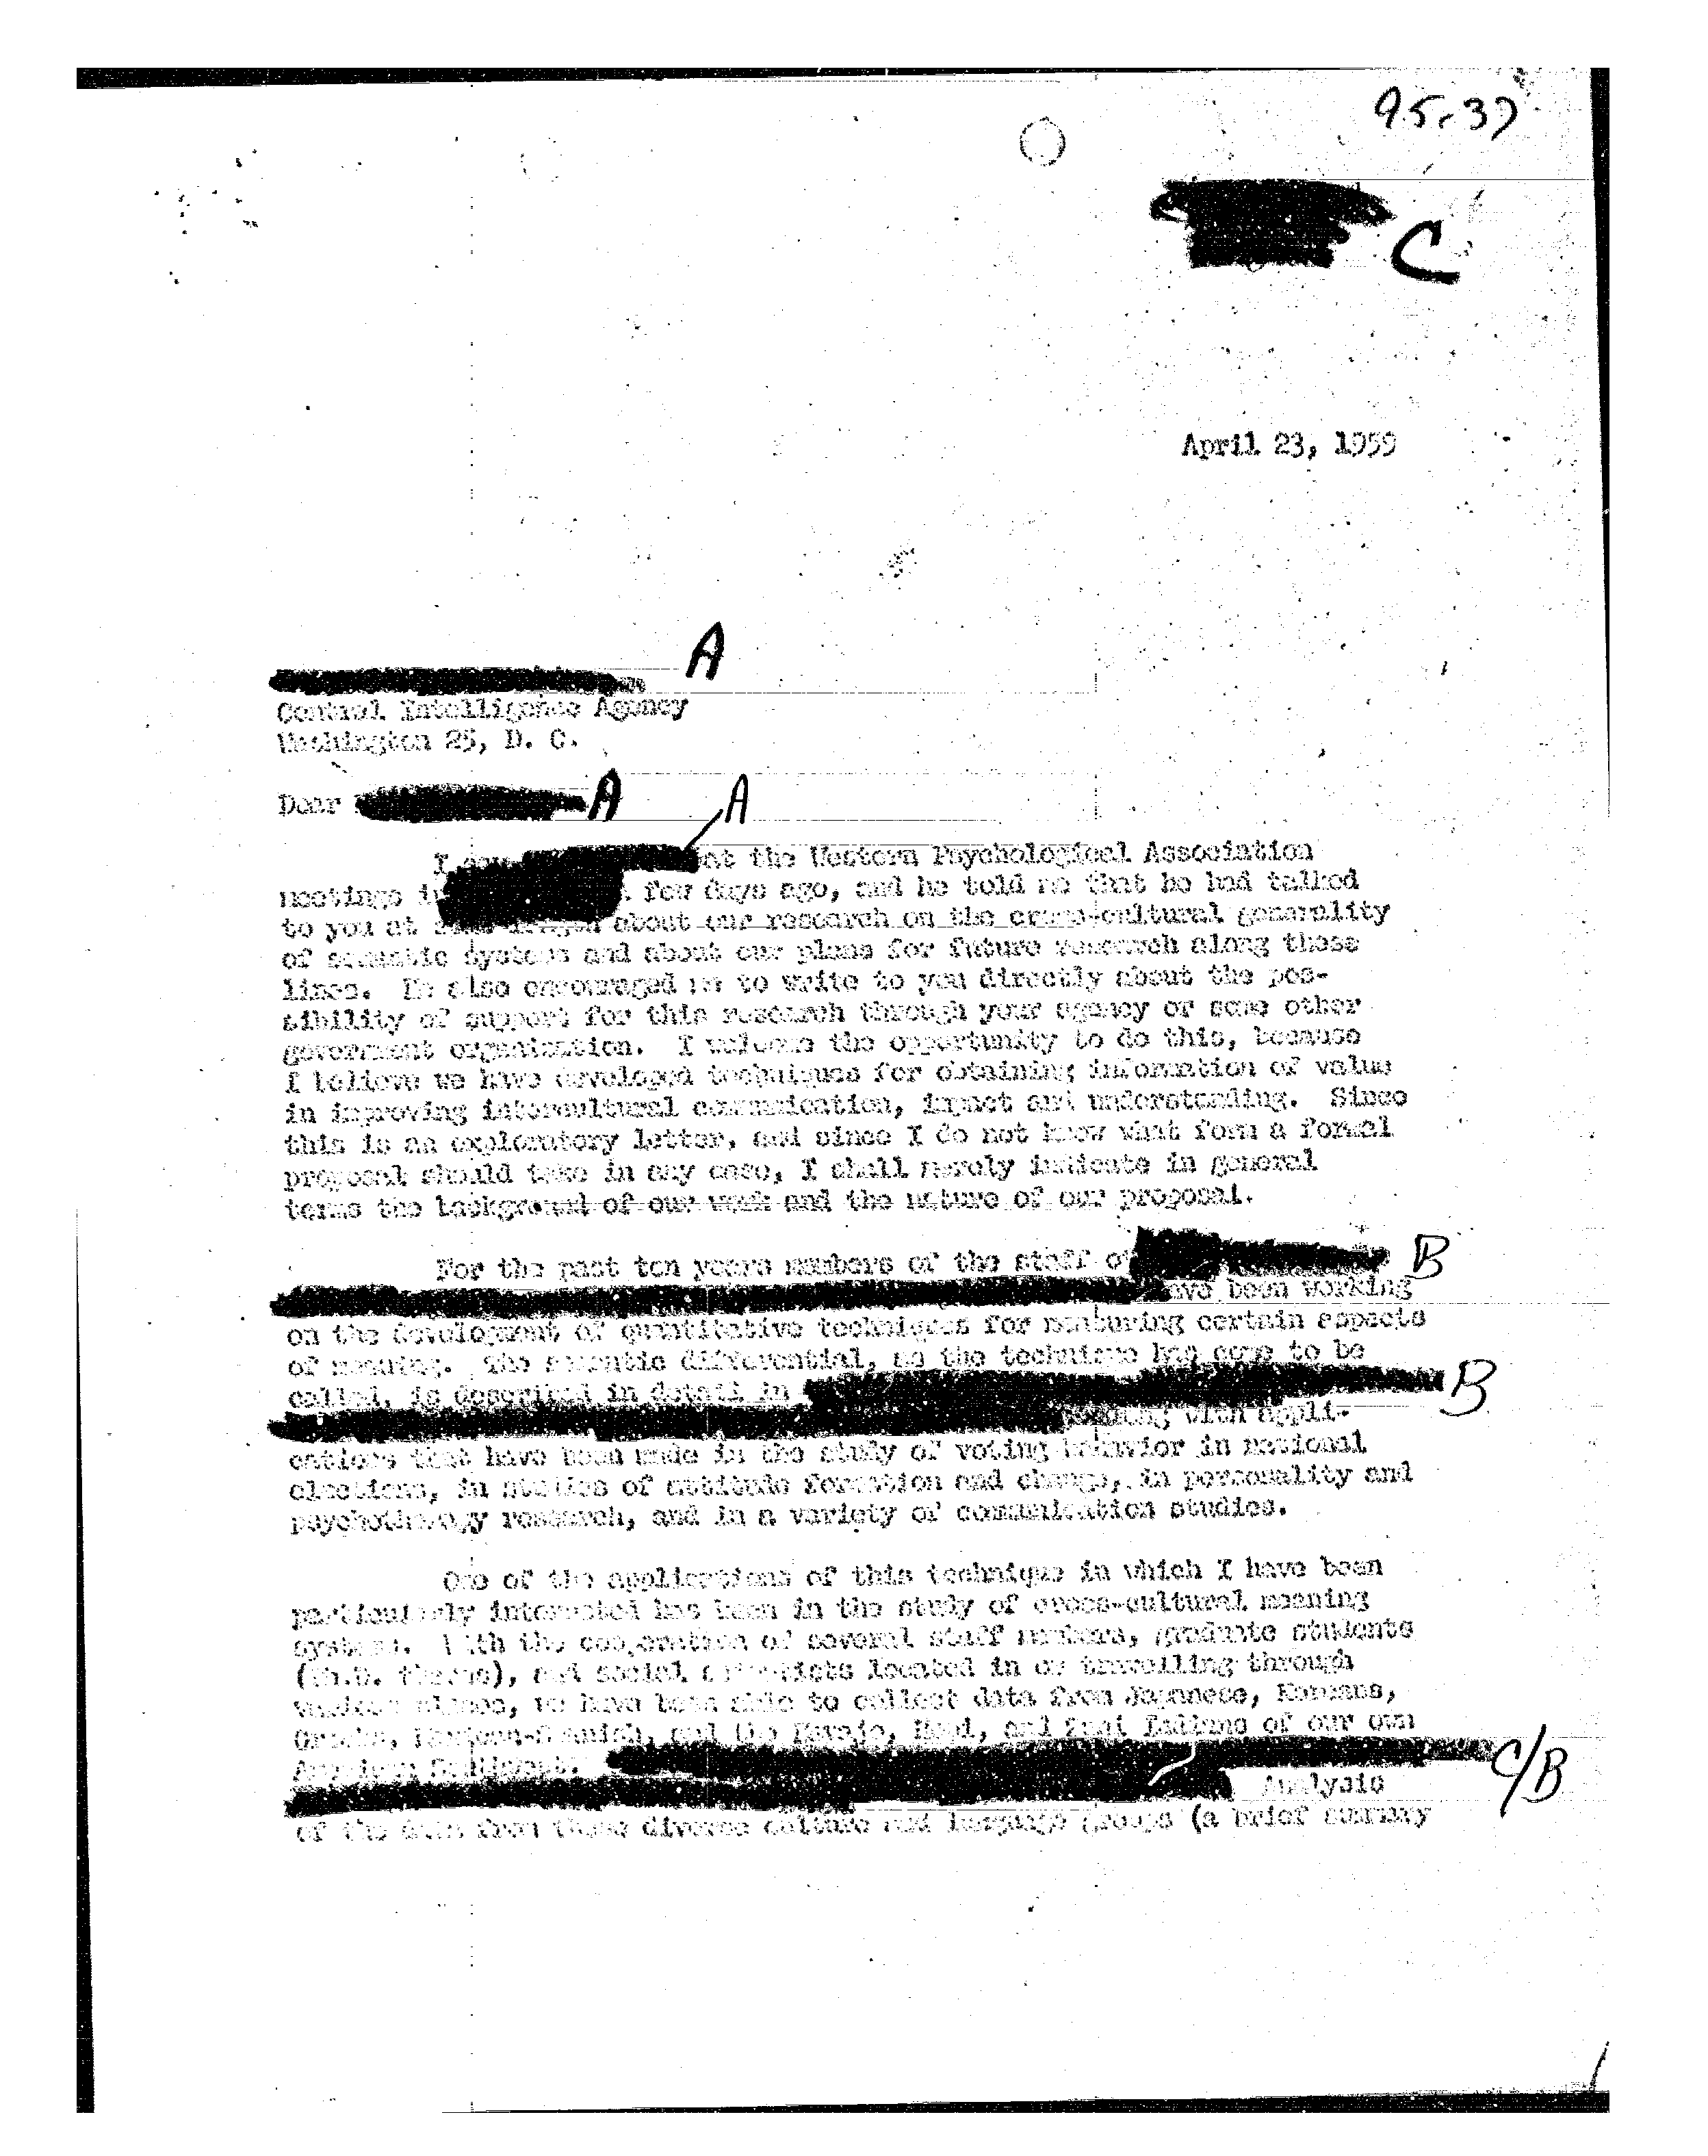 95-39
C
April 23, 1959
A
Central Intelligence Agency
Washington 25, D. C.
Dear A A
I at the Western Psychological Association
meetings in few days ago, and he told me that he had talked
to you at some length about our research on the cross-cultural generality
of semantic systems and about our plans for future research along these
lines. He also encouraged me to write to you directly about the pos-
sibility of support for this research through your agency or some other
government organization. I welcome the opportunity to do this, because
I believe we have developed techniques for obtaining information of value
in improving intercultural communication, impact and understanding. Since
this is an exploratory letter, and since I do not know what form a formal
proposal should take in any case, I shall merely indicate in general
terms the background of our work and the nature of our proposal.
For the past ten years members of the staff of B
have been working
on the development of quantitative techniques for measuring certain aspects
of meaning. The semantic differential, as the technique has come to be
called, is described in detail in B
with appli-
cations that have been made in the study of voting behavior in national
elections, in studies of attitude formation and change, in personality and
psychotherapy research, and in a variety of communication studies.
One of the applications of this technique in which I have been
particularly interested has been in the study of cross-cultural meaning
systems. With the cooperation of several staff members, graduate students
(Ph.D. theses), and social scientists located in or travelling through
various places, we have been able to collect data from Japanese, Koreans,
Greeks, Mexican-Spanish, and the Navajo, Hopi, and Zuni Indians of our own
American Southwest. C/B
Analysis
of the data from these diverse culture and language groups (a brief summary